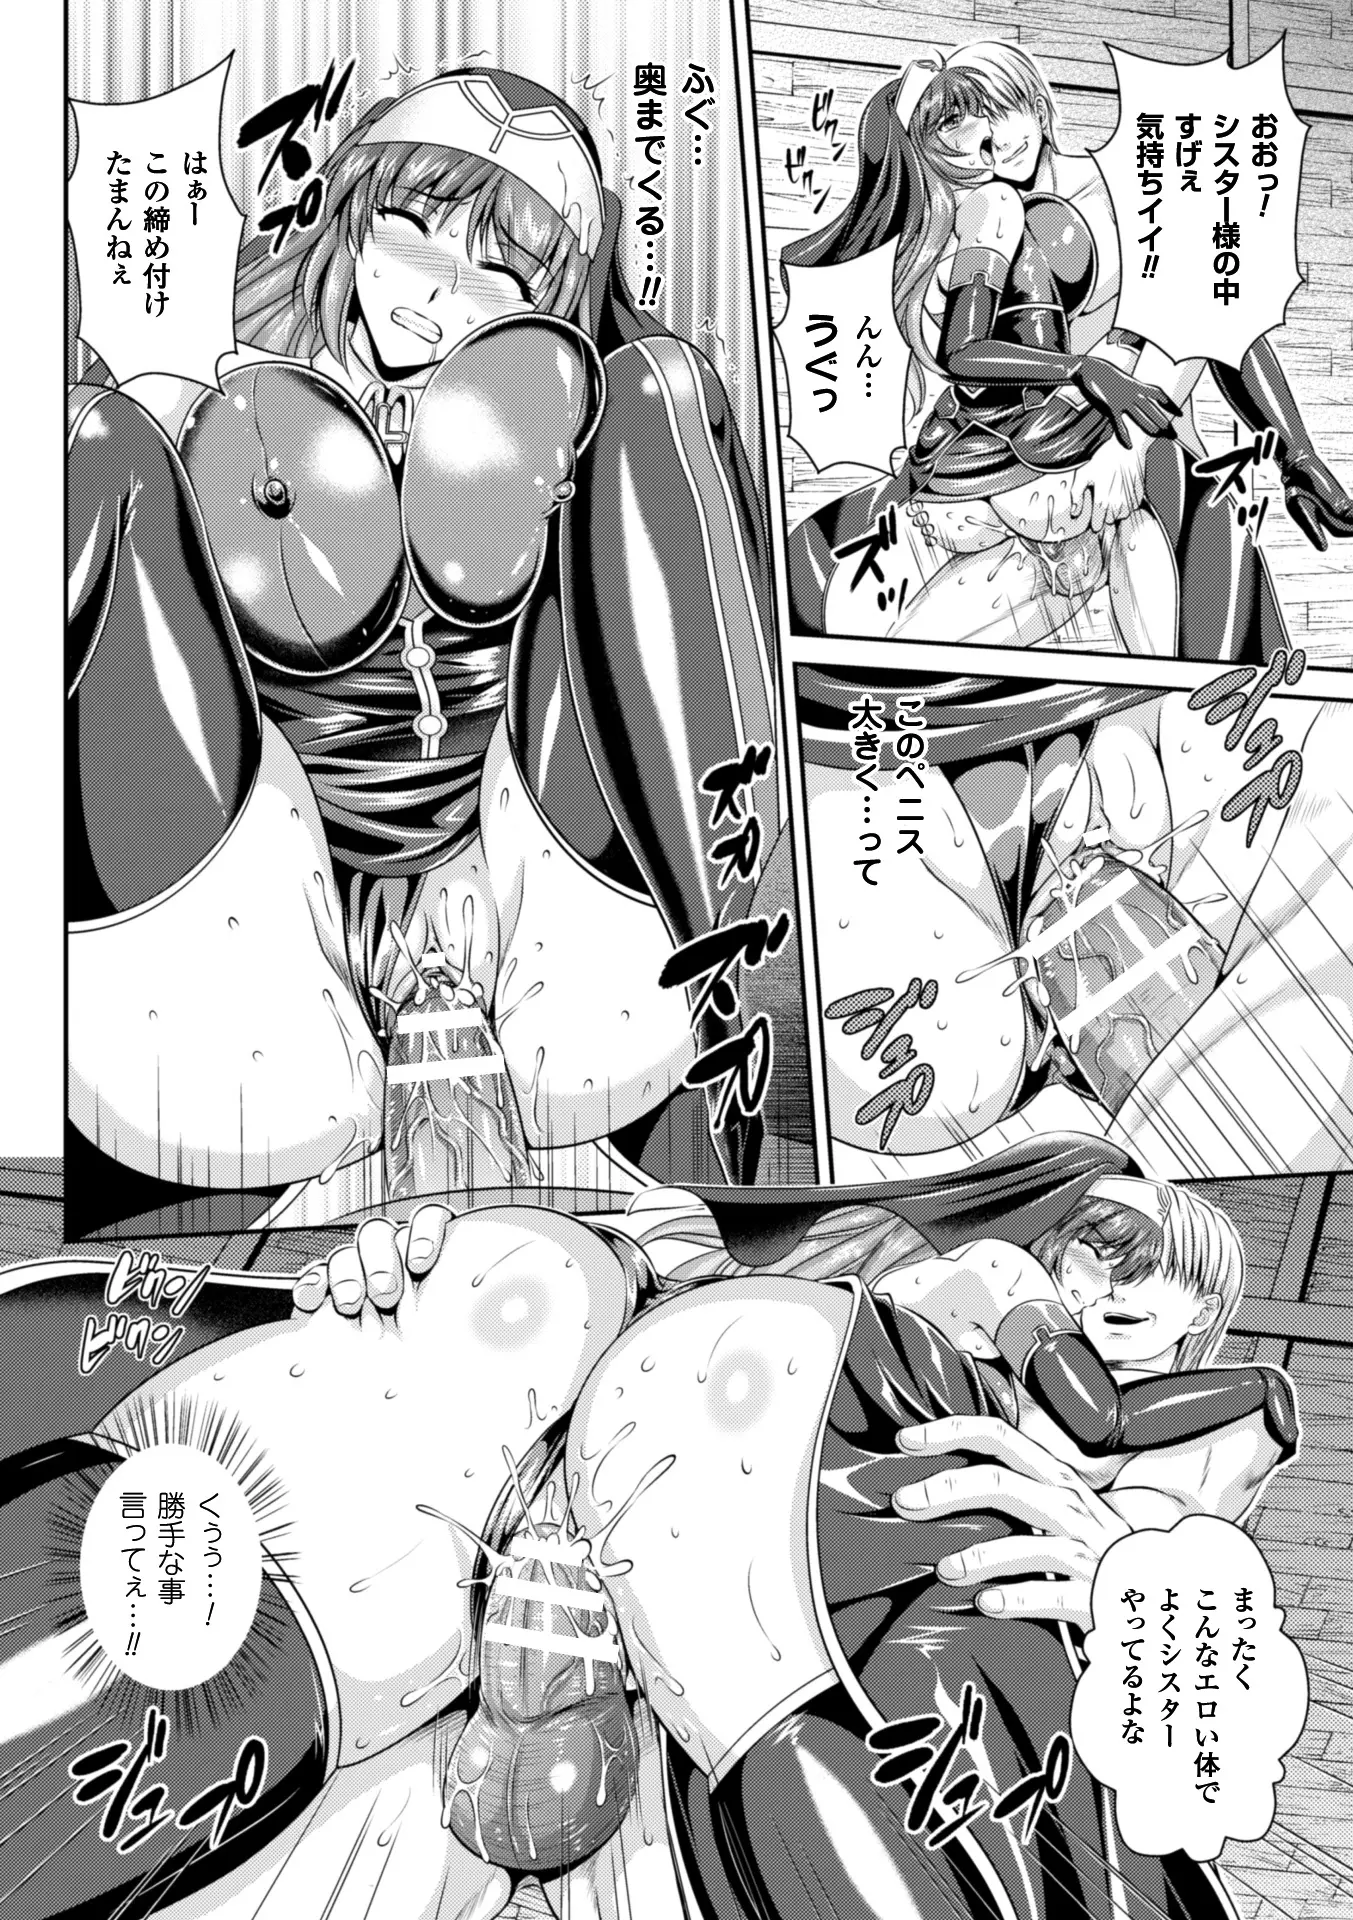 おおっ！
シスター様の中
すげぇ
気持ちイイ!!
んん…
うぐっ
ビクン
ビクン
ズプ
ズプ
ふぐ…
奥までくる…!!
はぁー
この締め付け
たまんねぇ
ズプ
ズプ
ズプ
ズプ
このペニス
大きく…って
ジュプ
ジュプ
まったく
こんなエロい体で
よくシスター
やってるよな
くぅぅ…！
勝手な事
言ってぇ…!!
ビクン
ビクン
ジュプ
ジュプ